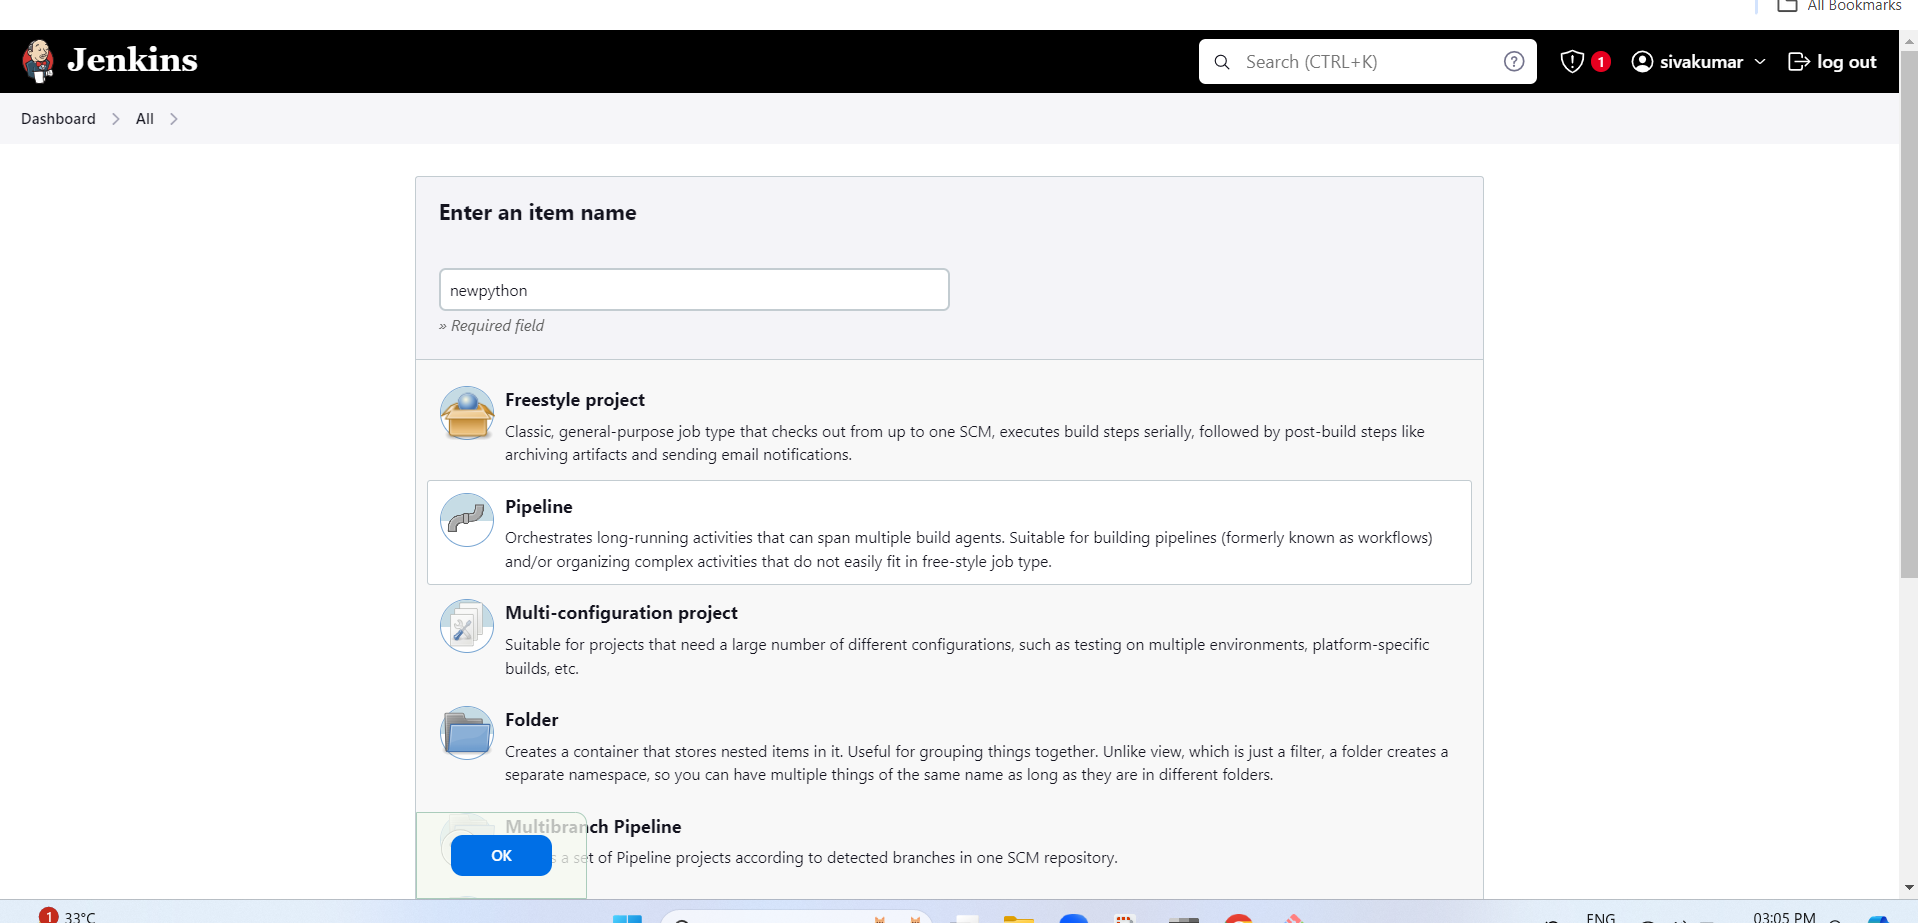 All Bookmarks
Jenkins
Search (CTRL+K)
1
sivakumar
log out
Dashboard
All
Enter an item name
newpython
» Required field
Freestyle project
Classic, general-purpose job type that checks out from up to one SCM, executes build steps serially, followed by post-build steps like
archiving artifacts and sending email notifications.
Pipeline
Orchestrates long-running activities that can span multiple build agents. Suitable for building pipelines (formerly known as workflows)
and/or organizing complex activities that do not easily fit in free-style job type.
Multi-configuration project
Suitable for projects that need a large number of different configurations, such as testing on multiple environments, platform-specific
builds, etc.
Folder
Creates a container that stores nested items in it. Useful for grouping things together. Unlike view, which is just a filter, a folder creates a
separate namespace, so you can have multiple things of the same name as long as they are in different folders.
Multibranch Pipeline
OK
a set of Pipeline projects according to detected branches in one SCM repository.
1
33°C
ENG
03:05 PM